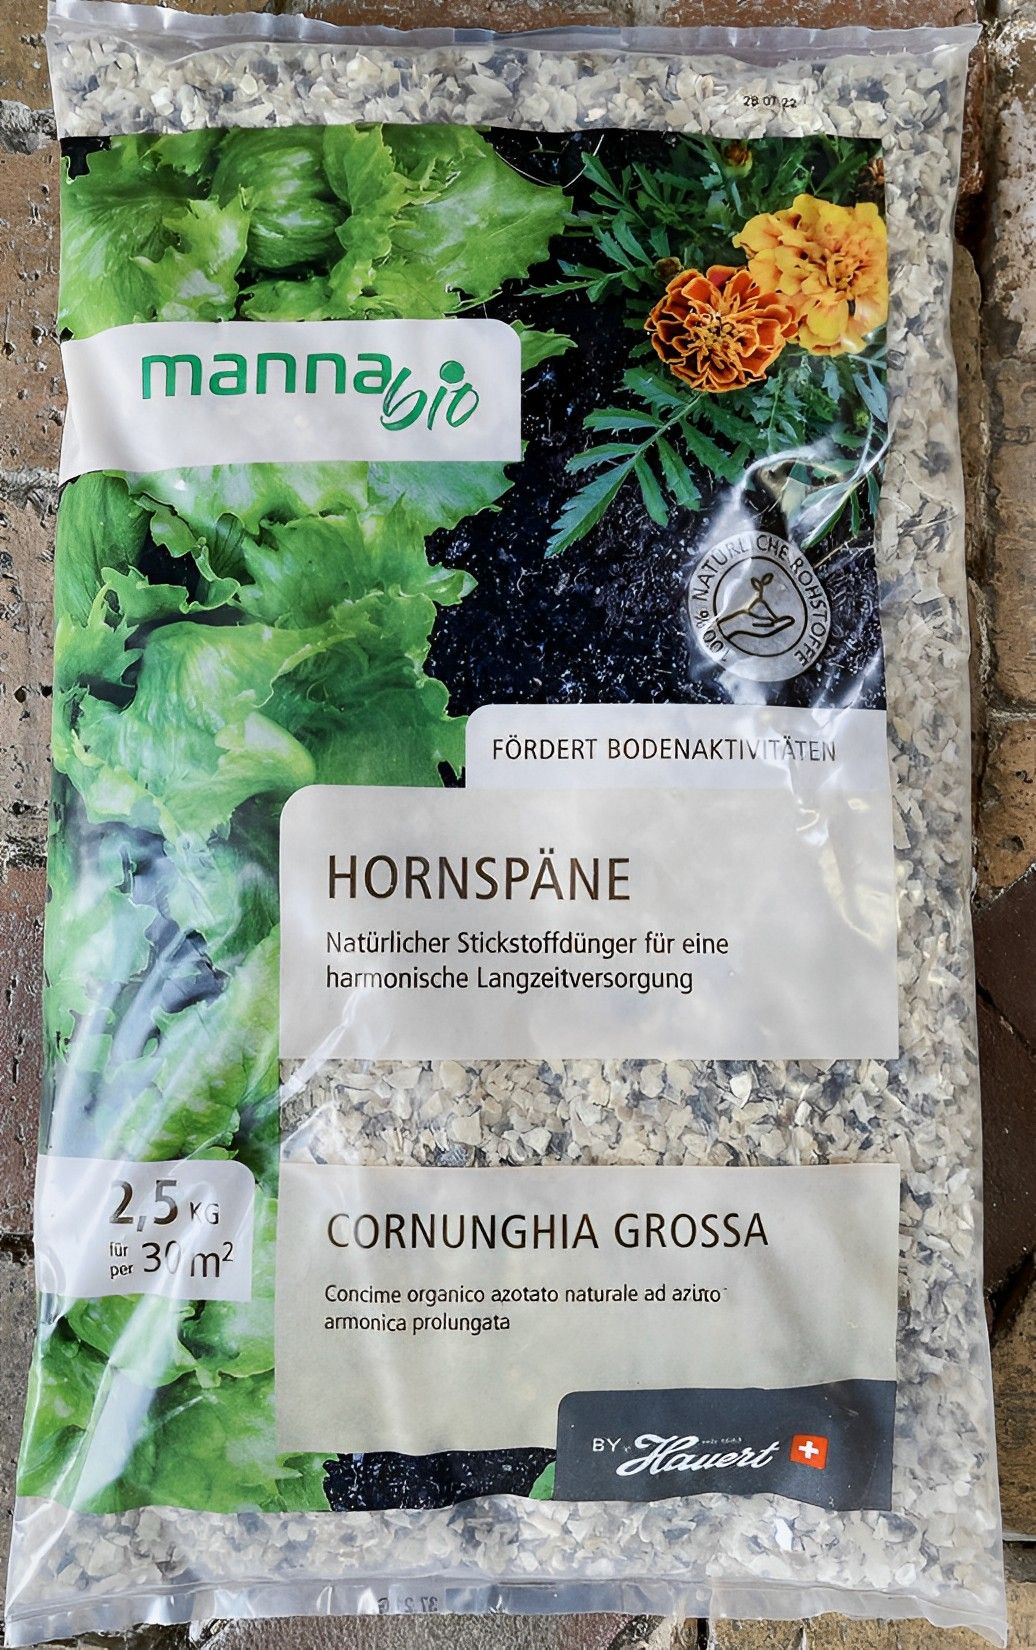 28 07 22
manna bio
100% NATÜRLICHE ROHSTOFFE
FÖRDERT BODENAKTIVITÄTEN
HORNSPÄNE
Natürlicher Stickstoffdünger für eine
harmonische Langzeitversorgung
2,5 KG
für
per 30 m²
CORNUNGHIA GROSSA
Concime organico azotato naturale ad
armonica prolungata
BY Hauert